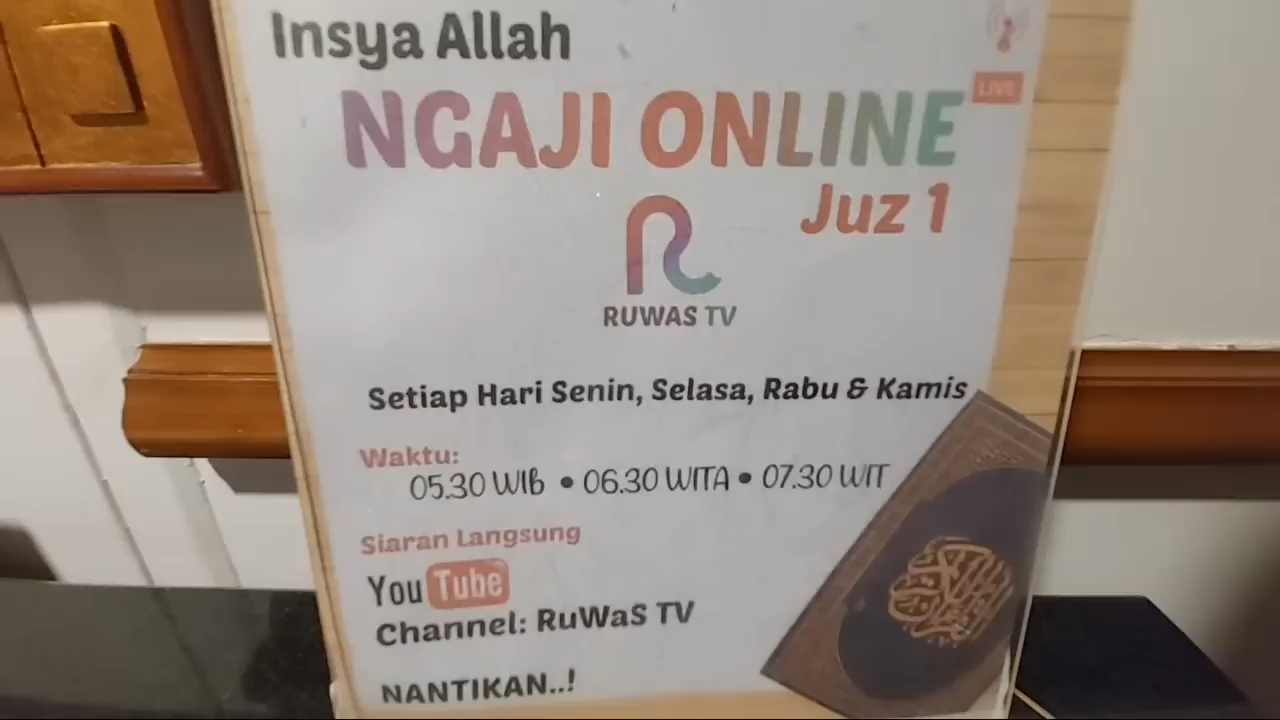 Insya Allah
LIVE
NGAJI ONLINE
Juz 1
RUWAS TV
Setiap Hari Senin, Selasa, Rabu & Kamis
Waktu:
05.30 WIB • 06.30 WITA • 07.30 WIT
Siaran Langsung
YouTube
Channel: RuWaS TV
NANTIKAN..!